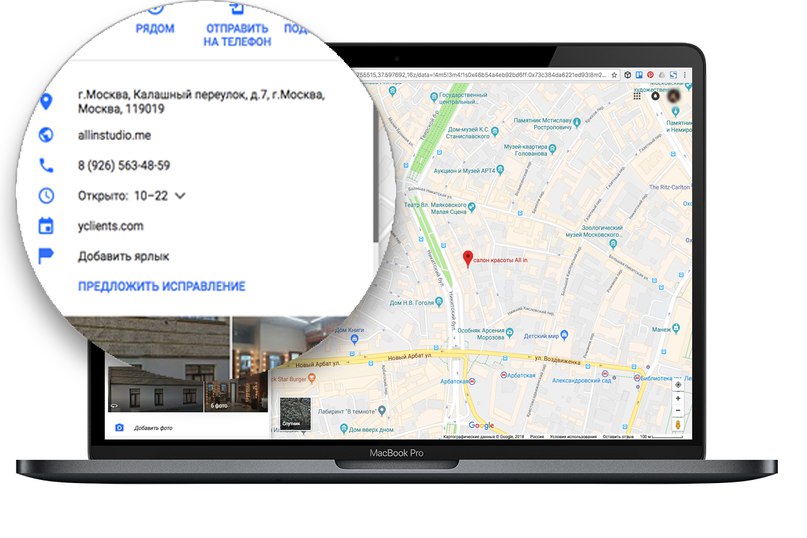 РЯДОМ
ОТПРАВИТЬ
НА ТЕЛЕФОН
г.Москва, Калашный переулок, д.7, г.Москва,
Москва, 119019
allinstudio.me
8 (926) 563-48-59
Открыто: 10–22
yclients.com
Добавить ярлык
ПРЕДЛОЖИТЬ ИСПРАВЛЕНИЕ
6 фото
Добавить фото
Государственный
центральный...
Памятник Мстиславу
Ростроповичу
Дом-музей К.С.
Станиславского
Музей-квартира
Голованова
Аукцион и Музей АРТ4
Театр Вл. Маяковского
Малая Сцена
The Ritz-Carlton
Зоологический
музей Московского...
салон красоты All in
Дом Н.В. Гоголя
Никитский бул.
Дом Книги
Особняк Арсения
Морозова
Детский мир
Манеж
Новый Арбат ул.
ул. Воздвиженка
Арбатская
Арбатская
Александровский сад
Библиотека
Star Burger
Лабиринт "В темноте"
Дом вверх дном
Спутник
Google
Картографические данные © Google, 2018
Россия
Условия использования
Оставить отзыв
100 м
MacBook Pro